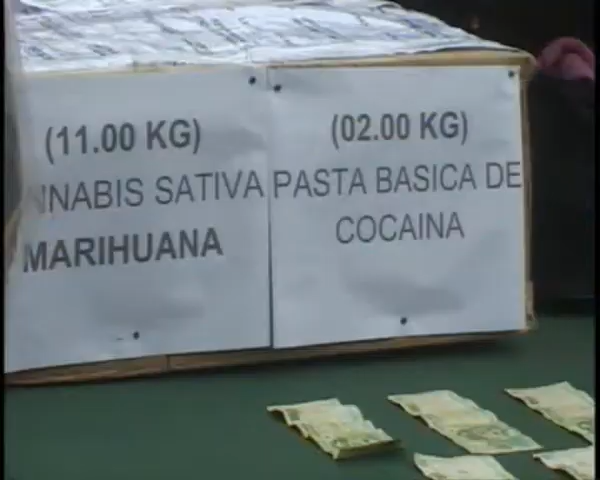 (11.00 KG)
NNABIS SATIVA
MARIHUANA
(02.00 KG)
PASTA BASICA DE
COCAINA